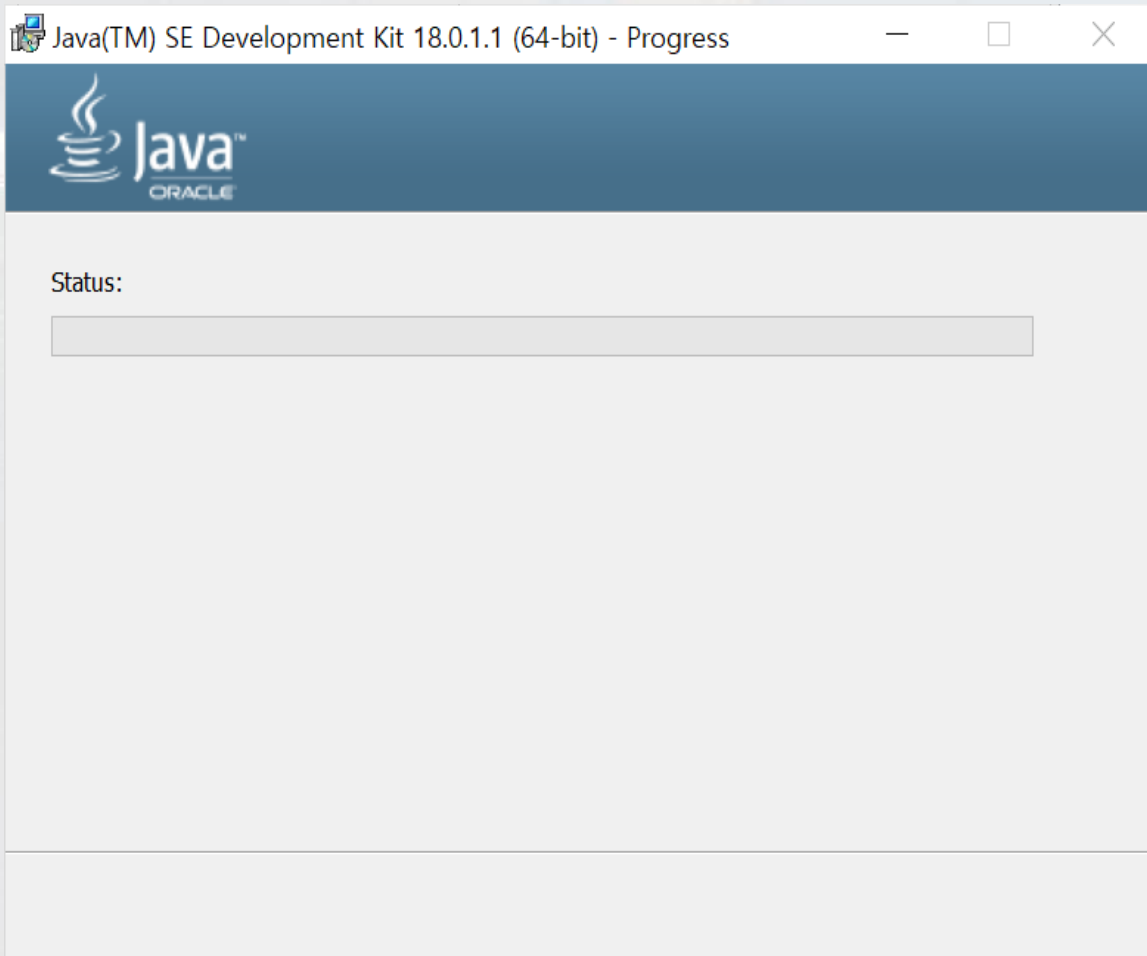 Java(TM) SE Development Kit 18.0.1.1 (64-bit) - Progress
Java™
ORACLE
Status: